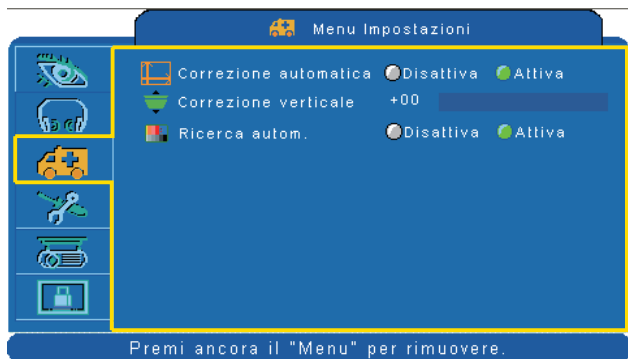 Menu Impostazioni
Correzione automatica Disattiva Attiva
Correzione verticale +00
Ricerca autom. Disattiva Attiva
Premi ancora il "Menu" per rimuovere.